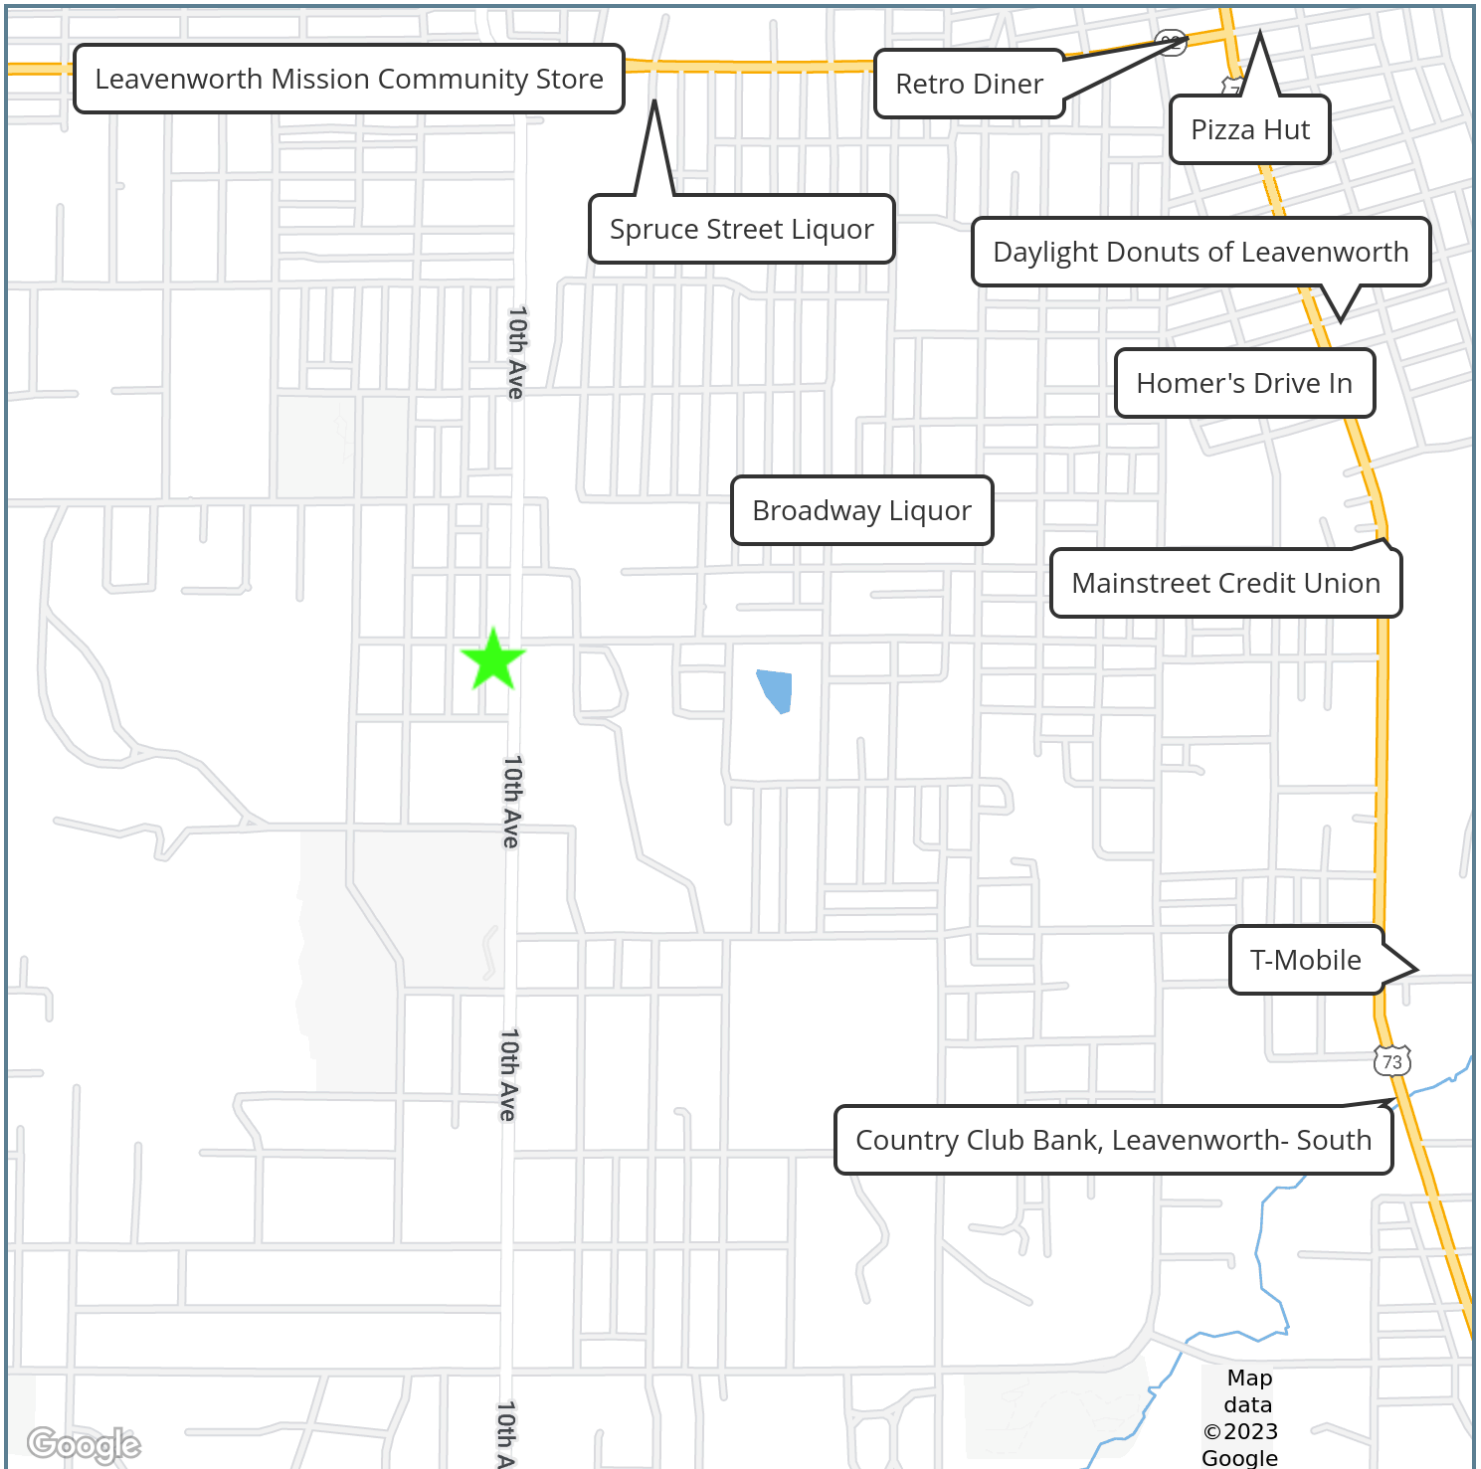 Leavenworth Mission Community Store
Retro Diner
Pizza Hut
Spruce Street Liquor
Daylight Donuts of Leavenworth
10th Ave
Homer's Drive In
Broadway Liquor
Mainstreet Credit Union
10th Ave
T-Mobile
10th Ave
73
Country Club Bank, Leavenworth- South
10th A
Map
data
©2023
Google
Google